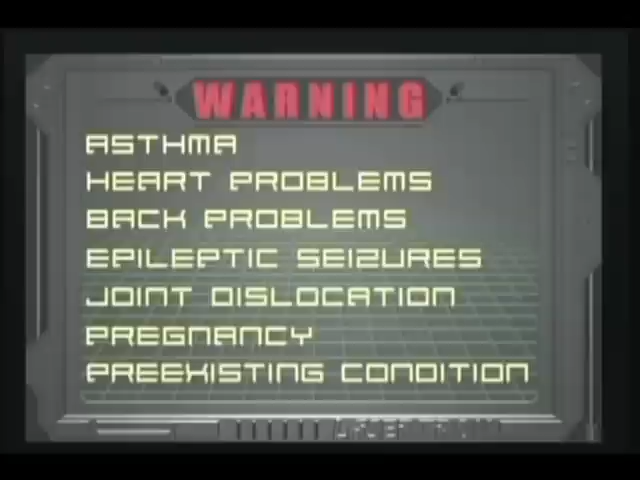 WARNING
ASTHMA
HEART PROBLEMS
BACK PROBLEMS
EPILEPTIC SEIZURES
JOINT DISLOCATION
PREGNANCY
PREEXISTING CONDITION